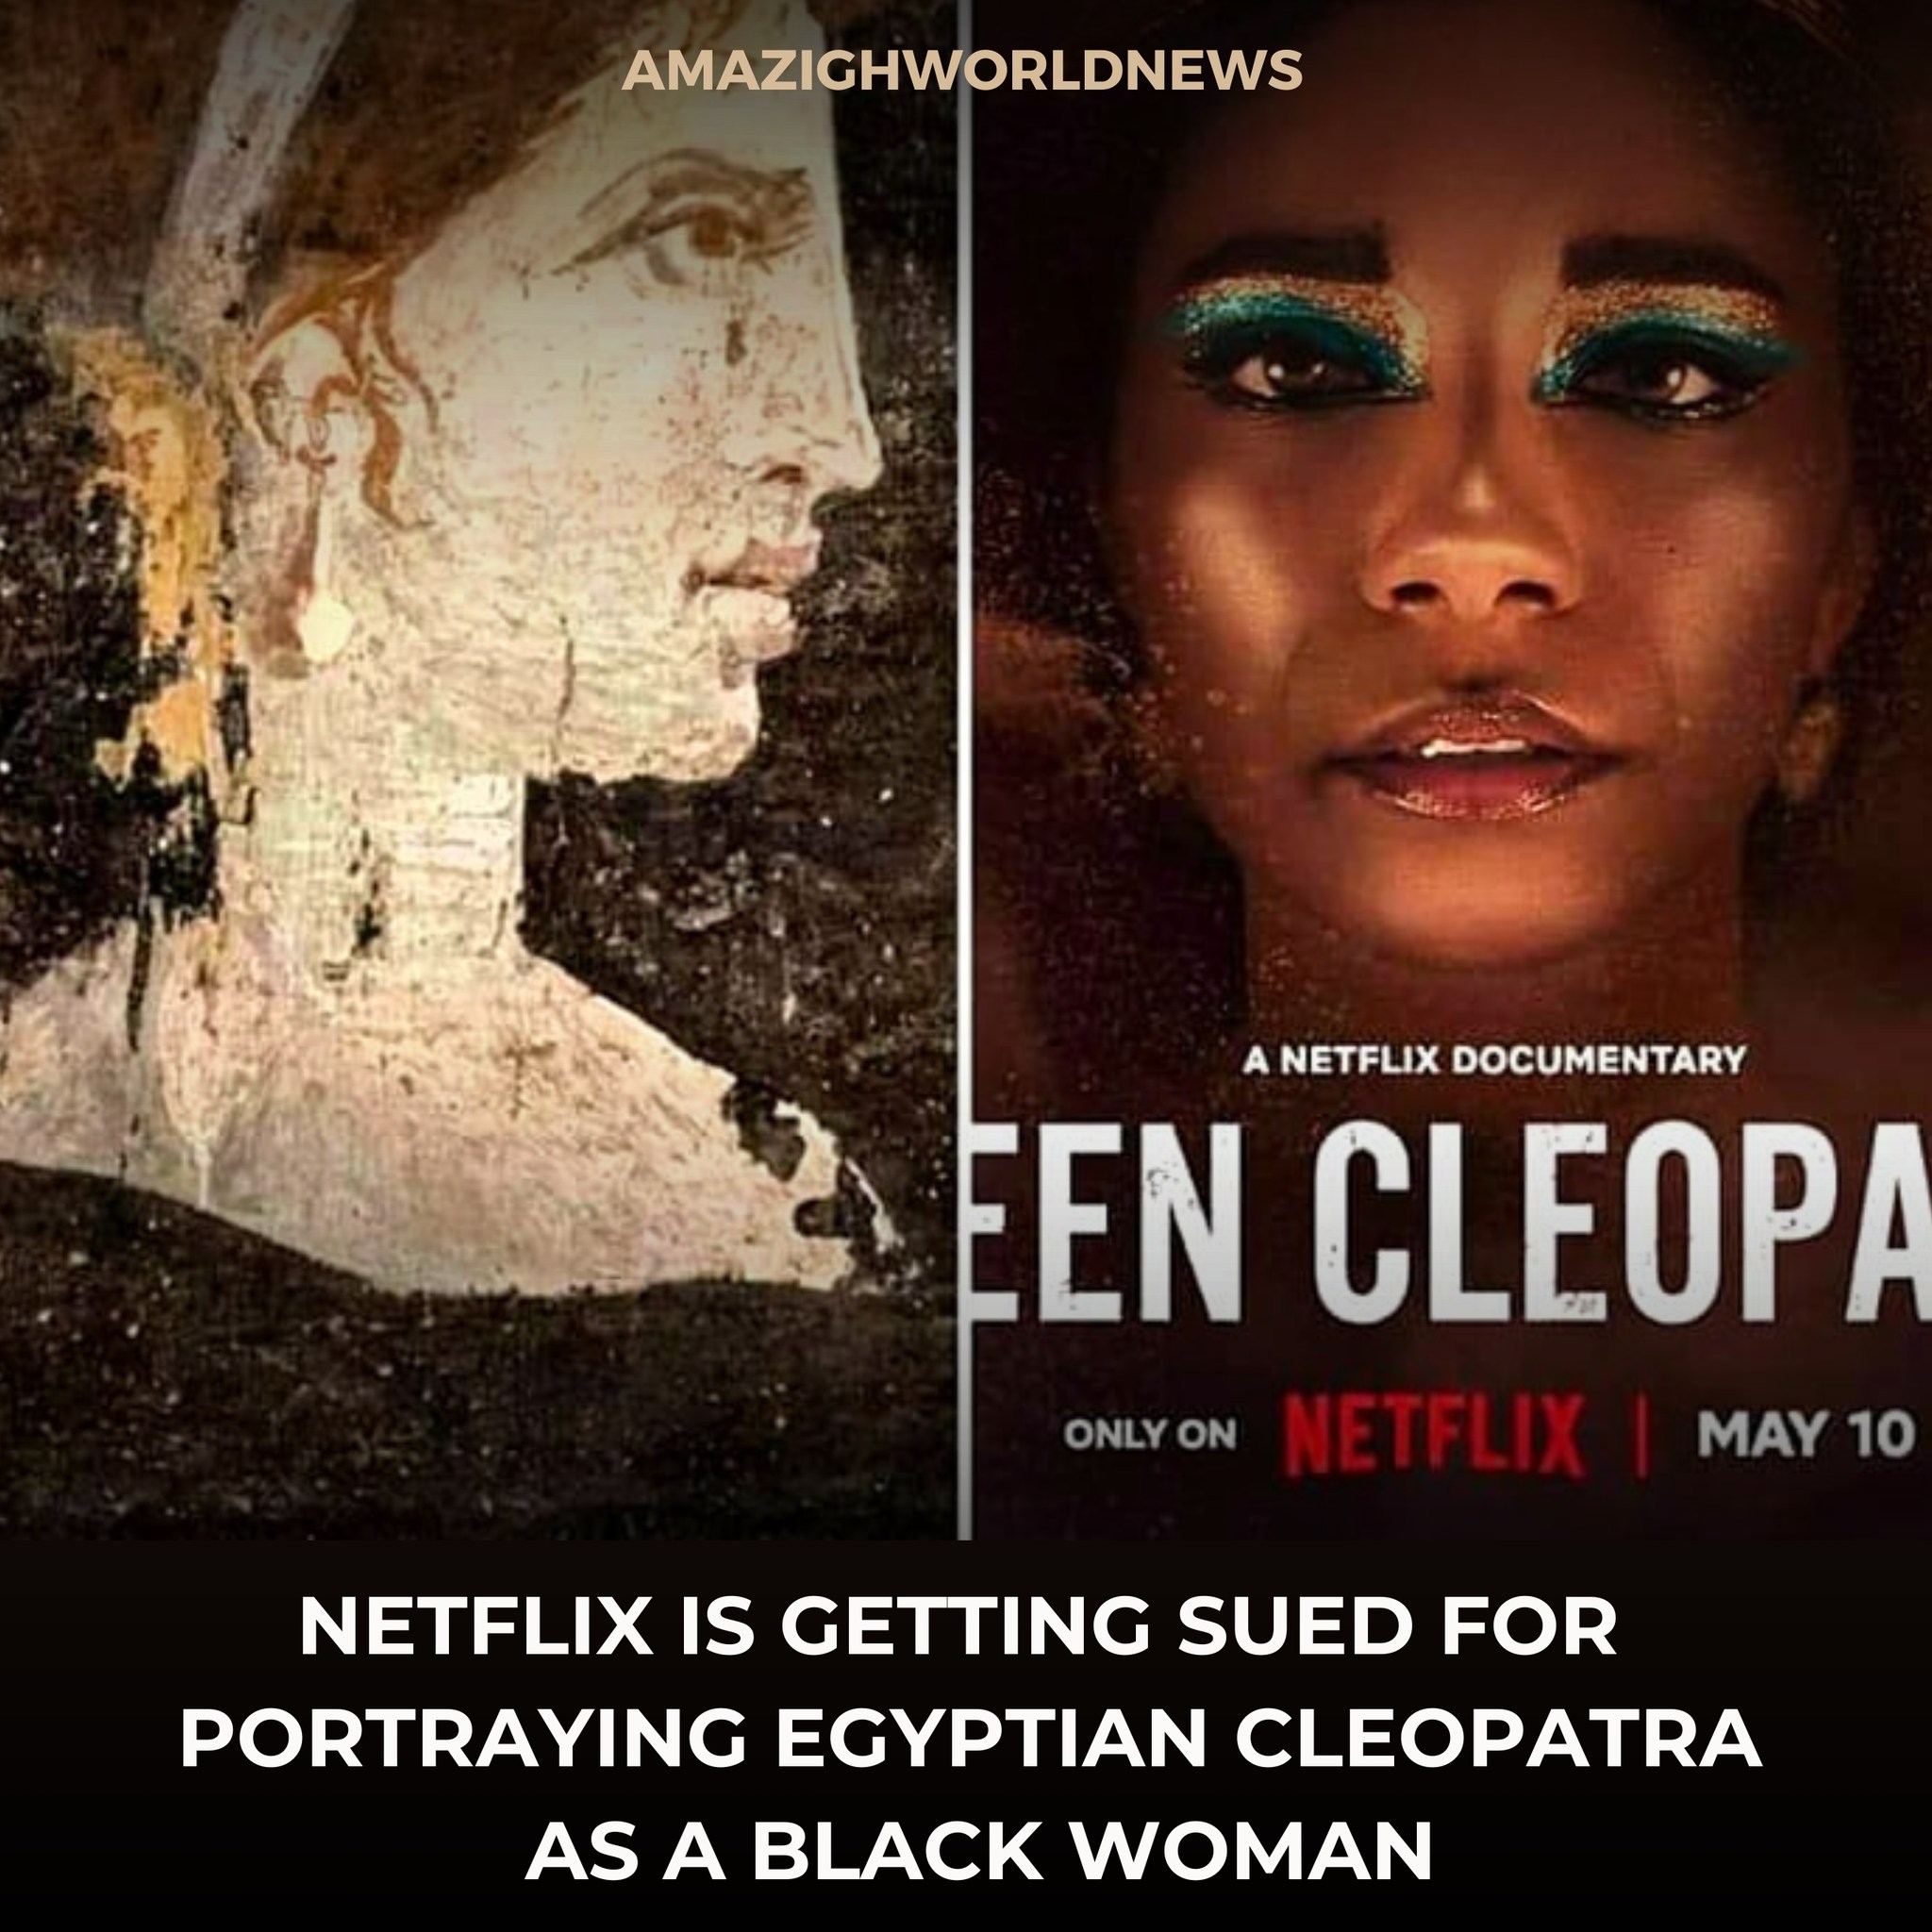 AMAZIGHWORLDNEWS
A NETFLIX DOCUMENTARY
EEN CLEOPA
ONLY ON NETFLIX | MAY 10
NETFLIX IS GETTING SUED FOR
PORTRAYING EGYPTIAN CLEOPATRA
AS A BLACK WOMAN